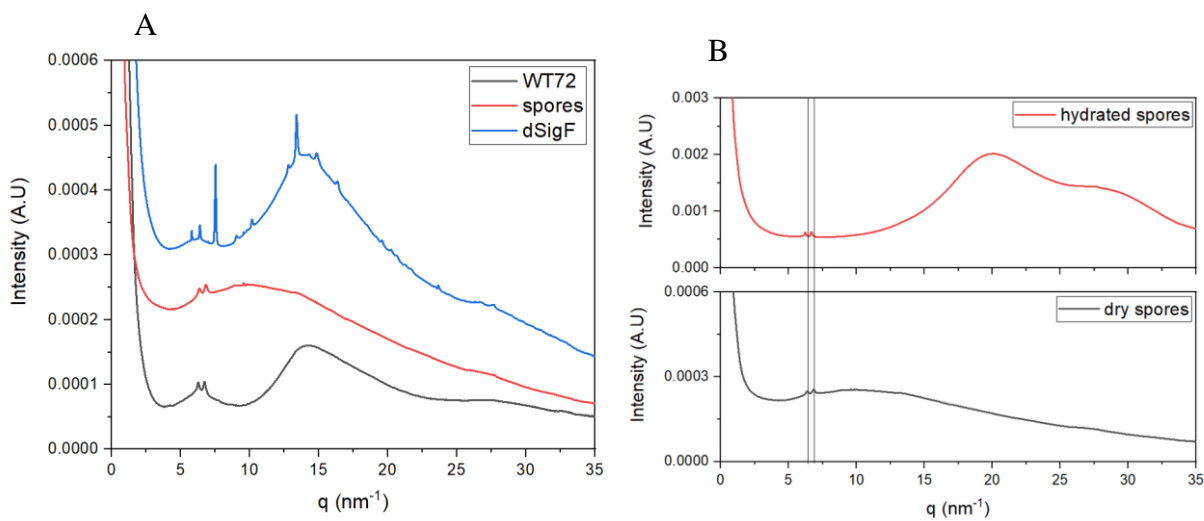 A
0.0006
0.0005
0.0004
0.0003
0.0002
0.0001
0.0000
Intensity (A.U)
WT72
spores
dSigF
0 5 10 15 20 25 30 35
q (nm⁻¹)
B
0.003
0.002
0.001
0.000
Intensity (A.U)
hydrated spores
0.0006
0.0003
0.0000
Intensity (A.U)
dry spores
0 5 10 15 20 25 30 35
q (nm⁻¹)